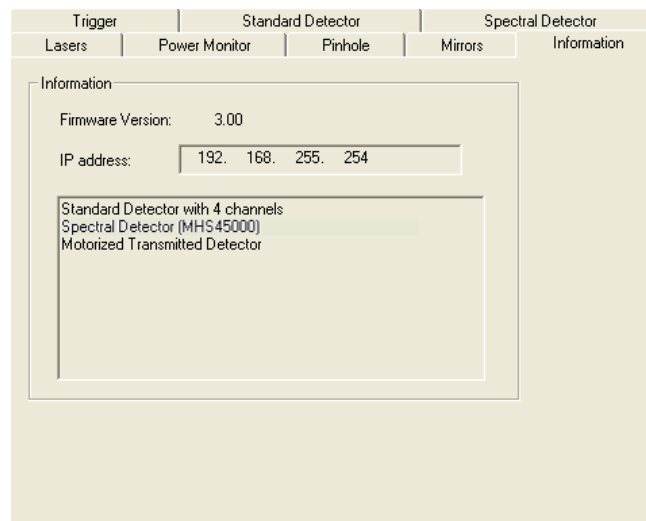 Trigger Standard Detector Spectral Detector
Lasers Power Monitor Pinhole Mirrors Information
Information
Firmware Version: 3.00
IP address: 192. 168. 255. 254
Standard Detector with 4 channels
Spectral Detector (MHS45000)
Motorized Transmitted Detector